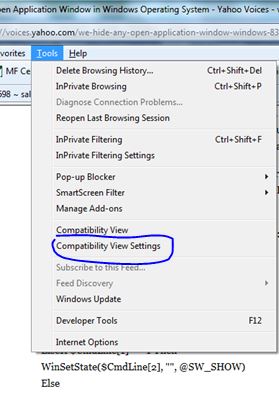 pen Application Window in Windows Operating System - Yahoo Voices - Windows
//voices.yahoo.com/we-hide-any-open-application-window-windows-83
avorites Tools Help
MF Ce
598 ~ sal
Delete Browsing History... Ctrl+Shift+Del
InPrivate Browsing Ctrl+Shift+P
Diagnose Connection Problems...
Reopen Last Browsing Session
InPrivate Filtering Ctrl+Shift+F
InPrivate Filtering Settings
Pop-up Blocker
SmartScreen Filter
Manage Add-ons
Compatibility View
Compatibility View Settings
Subscribe to this Feed...
Feed Discovery
Windows Update
Developer Tools F12
Internet Options
WinSetState($CmdLine[2], "", @SW_SHOW)
Else